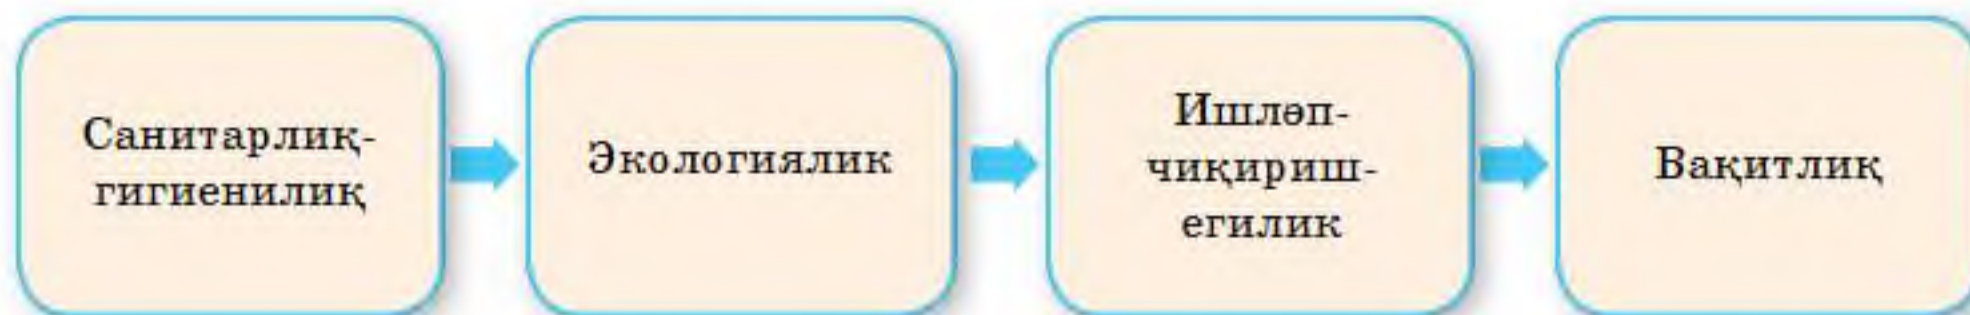 Санитарлиқ-
гигиенилиқ
Экологиялик
Ишләп-
чиқириш-
егилик
Вақитлиқ